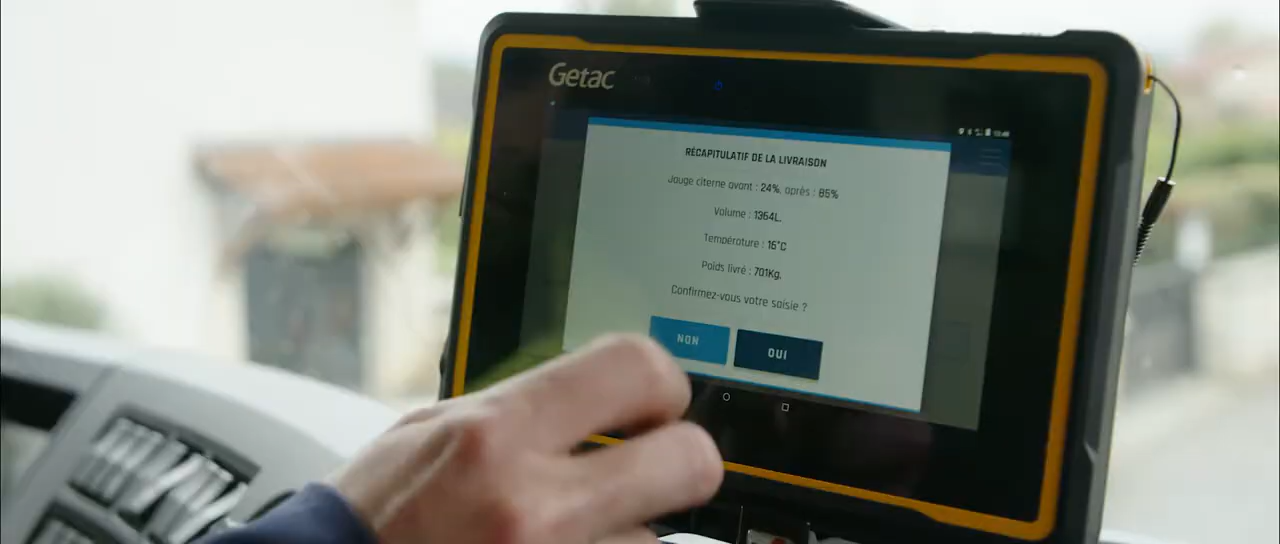 Getac
RÉCAPITULATIF DE LA LIVRAISON
Jauge citerne avant : 24%, après : 85%
Volume : 1364L.
Température : 16°C
Poids livré : 701Kg.
Confirmez-vous votre saisie ?
NON OUI